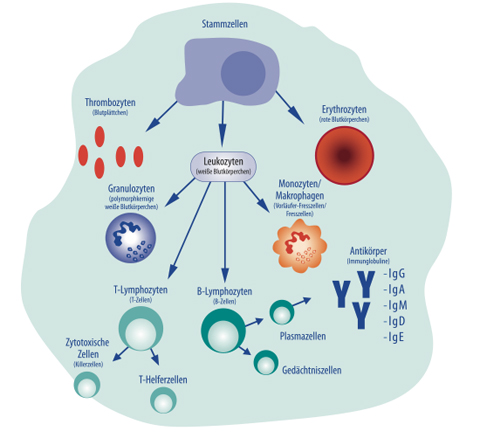 Stammzellen
Thrombozyten
(Blutplättchen)
Erythrozyten
(rote Blutkörperchen)
Leukozyten
(weiße Blutkörperchen)
Granulozyten
(polymorphkernige
weiße Blutkörperchen)
Monozyten/
Makrophagen
(Vorläufer-Fresszellen/
Fresszellen)
Antikörper
(Immunglobuline)
-IgG
-IgA
-IgM
-IgD
-IgE
T-Lymphozyten
(T-Zellen)
B-Lymphozyten
(B-Zellen)
Plasmazellen
Gedächtniszellen
Zytotoxische
Zellen
(Killerzellen)
T-Helferzellen